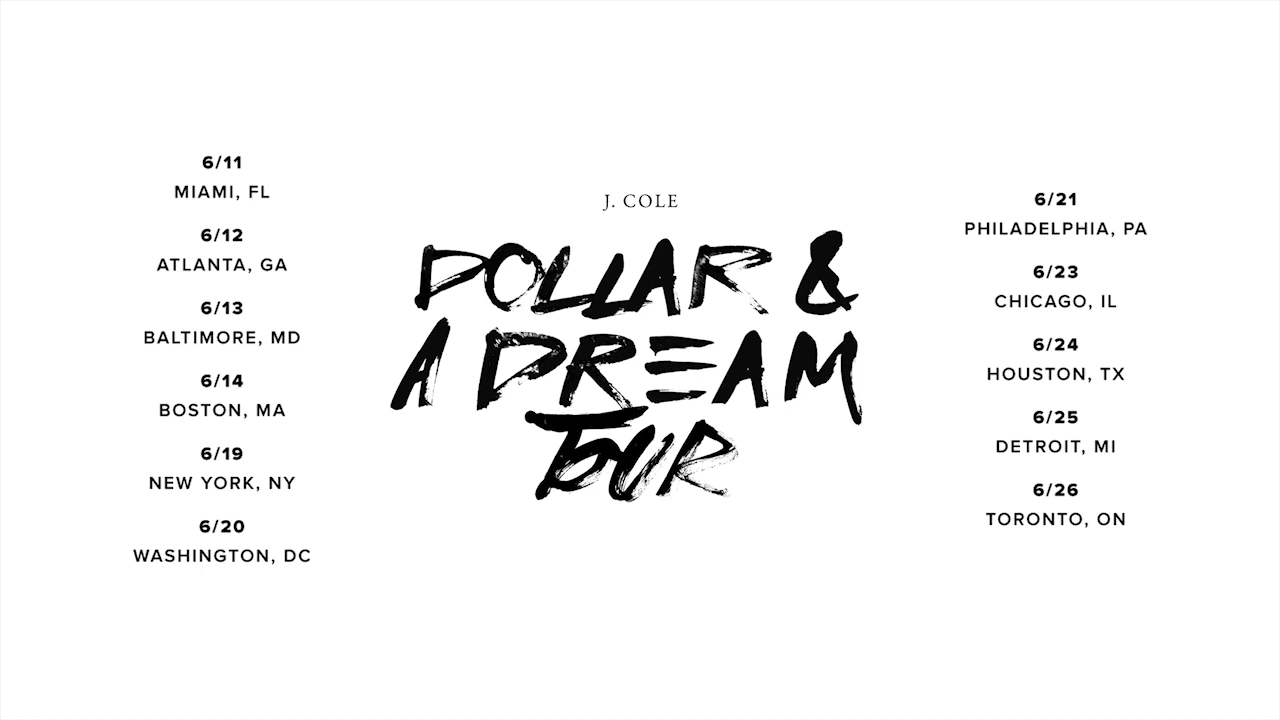 6/11
MIAMI, FL
6/12
ATLANTA, GA
6/13
BALTIMORE, MD
6/14
BOSTON, MA
6/19
NEW YORK, NY
6/20
WASHINGTON, DC
J. COLE
DOLLAR &
A DREAM
TOUR
6/21
PHILADELPHIA, PA
6/23
CHICAGO, IL
6/24
HOUSTON, TX
6/25
DETROIT, MI
6/26
TORONTO, ON